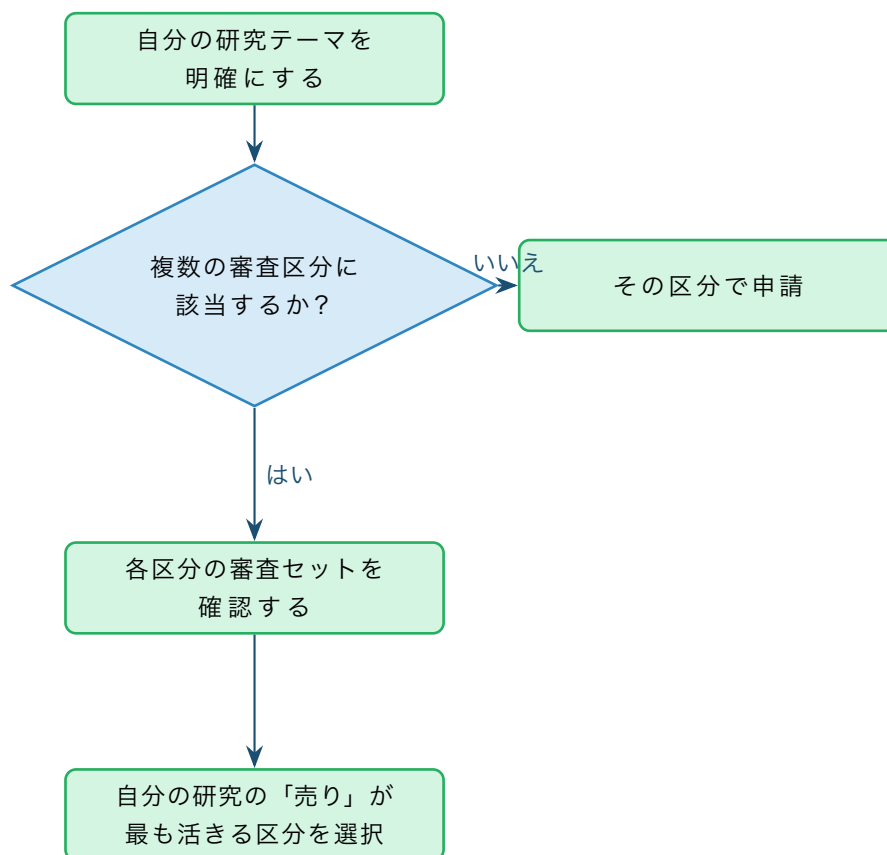 自分の研究テーマを
明確にする
複数の審査区分に
該当するか？
いいえ
その区分で申請
はい
各区分の審査セットを
確認する
自分の研究の「売り」が
最も活きる区分を選択